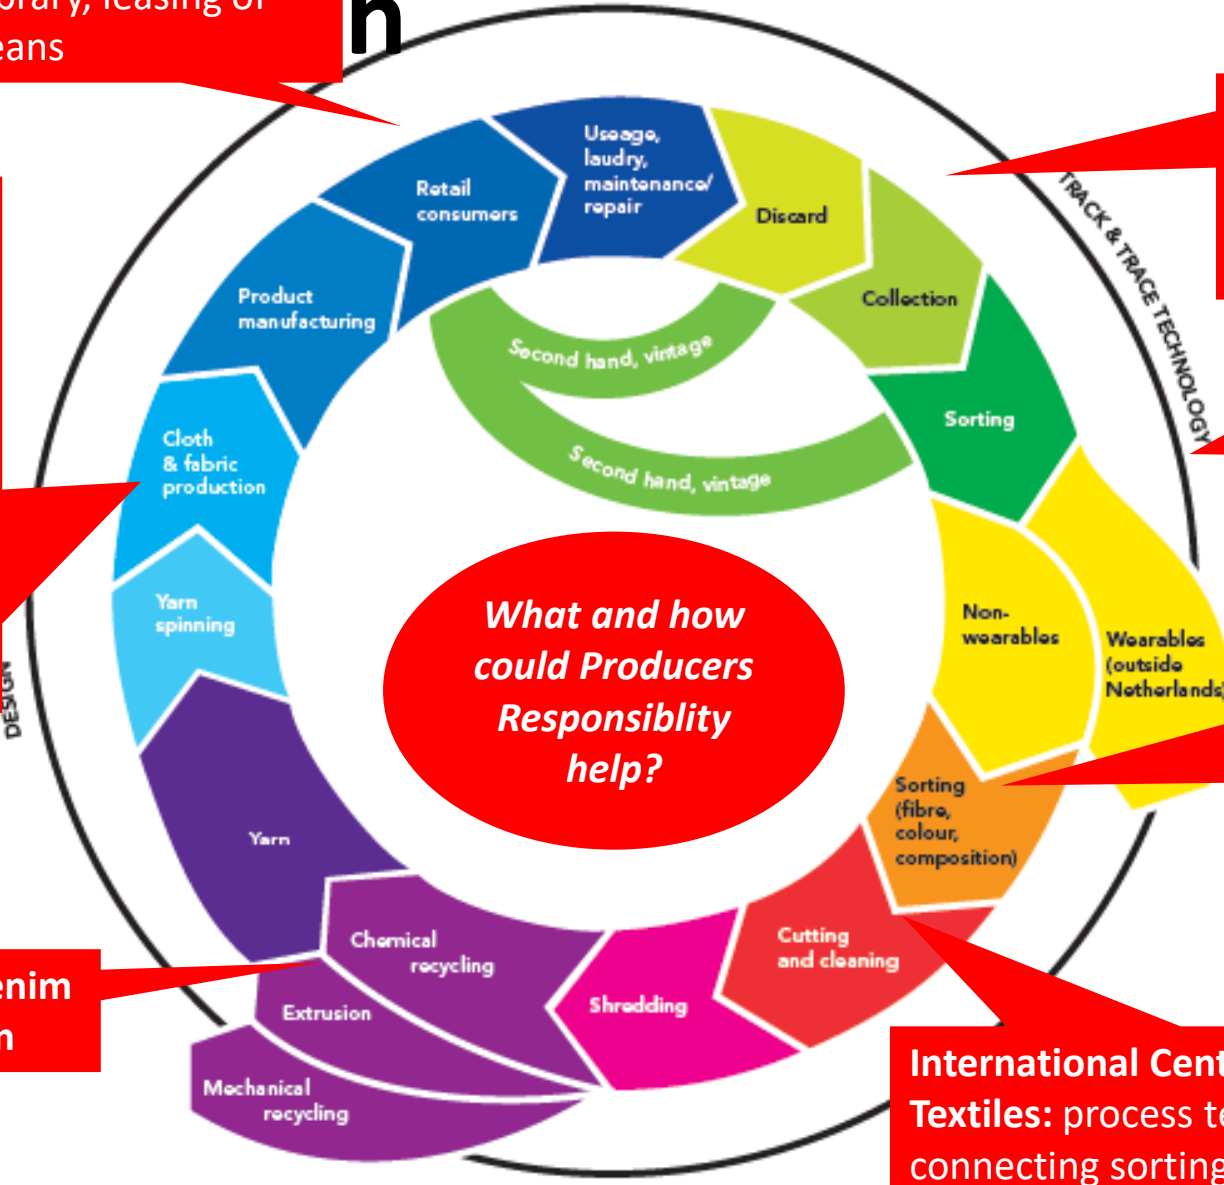 brary, leasing of
eans
n
Useage,
laudry,
maintenance/
repair
Retail
consumers
Discard
Collection
TRACK & TRACE TECHNOLOGY
Product
manufacturing
Second hand, vintage
Sorting
Second hand, vintage
Cloth
& fabric
production
Yarn
spinning
What and how
could Producers
Responsiblity
help?
Non-
wearables
Wearables
(outside
Netherlands)
DESIGN
Sorting
(fibre,
colour,
composition)
Yarn
Cutting
and cleaning
Chemical
recycling
Shredding
enim
n
Extrusion
Mechanical
recycling
International Cent
Textiles: process te
connecting sorting